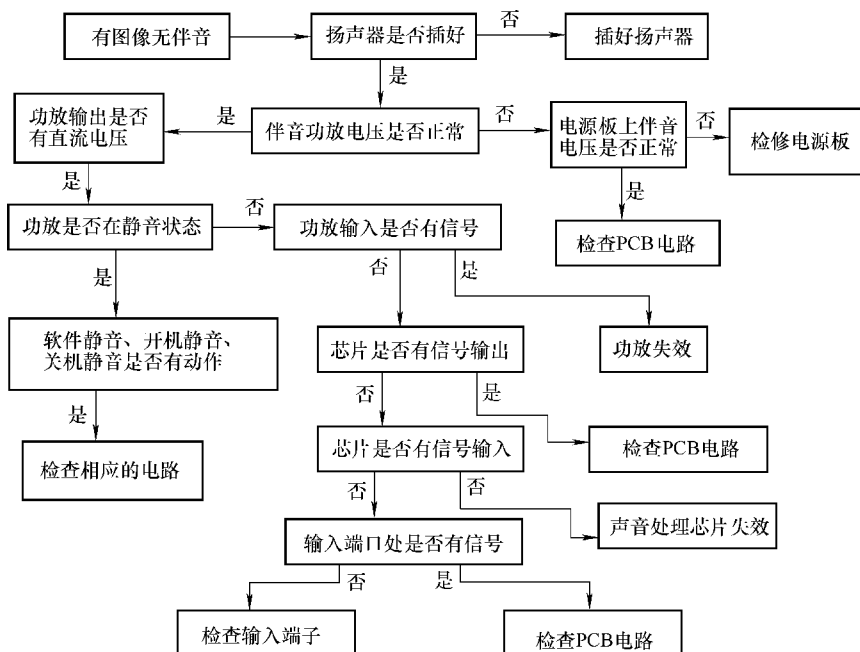 有图像无伴音
扬声器是否插好
否
插好扬声器
是
功放输出是否
有直流电压
是
伴音功放电压是否正常
否
电源板上伴音
电压是否正常
否
检修电源板
是
是
功放是否在静音状态
否
功放输入是否有信号
检查PCB电路
是
否
是
软件静音、开机静音、
关机静音是否有动作
芯片是否有信号输出
功放失效
是
否
是
检查相应的电路
芯片是否有信号输入
检查PCB电路
否
否
输入端口处是否有信号
声音处理芯片失效
否
是
检查输入端子
检查PCB电路